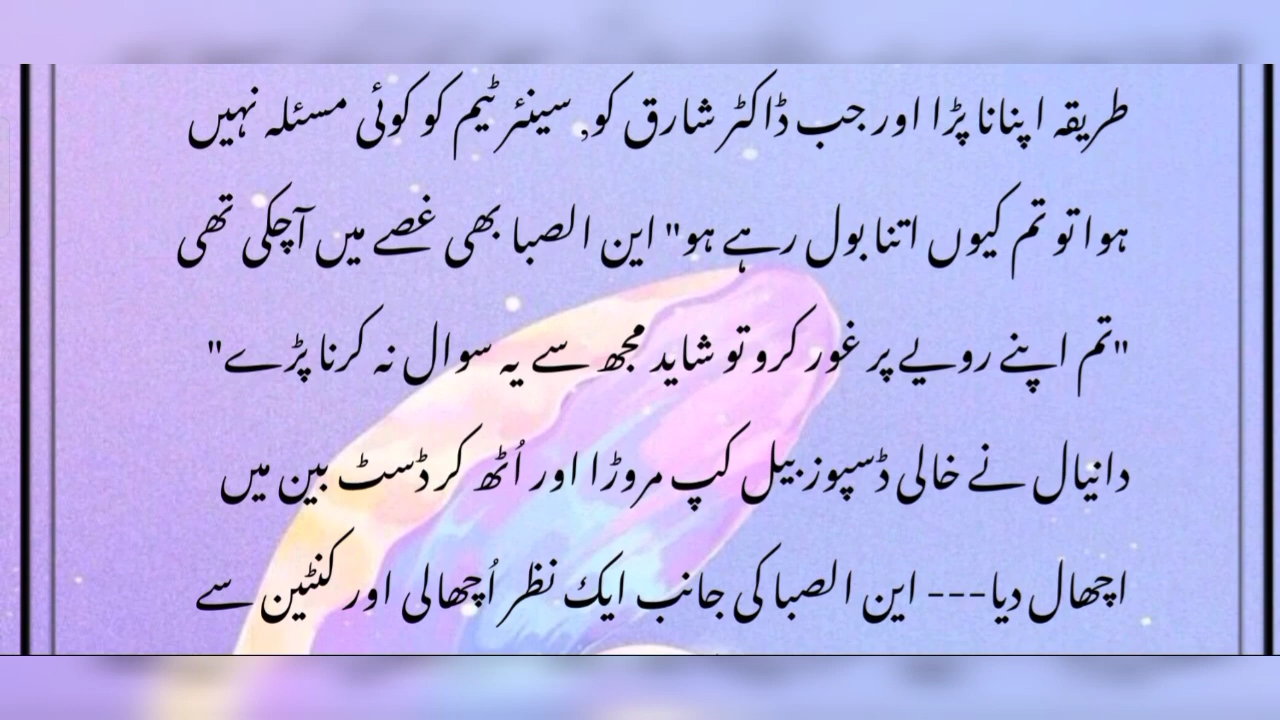 طریقہ اپنانا پڑا اور جب ڈاکٹر شارق کو, سینئر ٹیم کو کوئی مسئلہ نہیں
ہوا تو تم کیوں اتنا بول رہے ہو" این الصبا بھی غصے میں آچکی تھی
"تم اپنے رویے پر غور کرو تو شاید مجھ سے یہ سوال نہ کرنا پڑے"
دانیال نے خالی ڈسپوزیبل کپ مروڑا اور اُٹھ کر ڈسٹ بین میں
اچھال دیا--- این الصبا کی جانب ایک نظر اُچھالی اور کنٹین سے